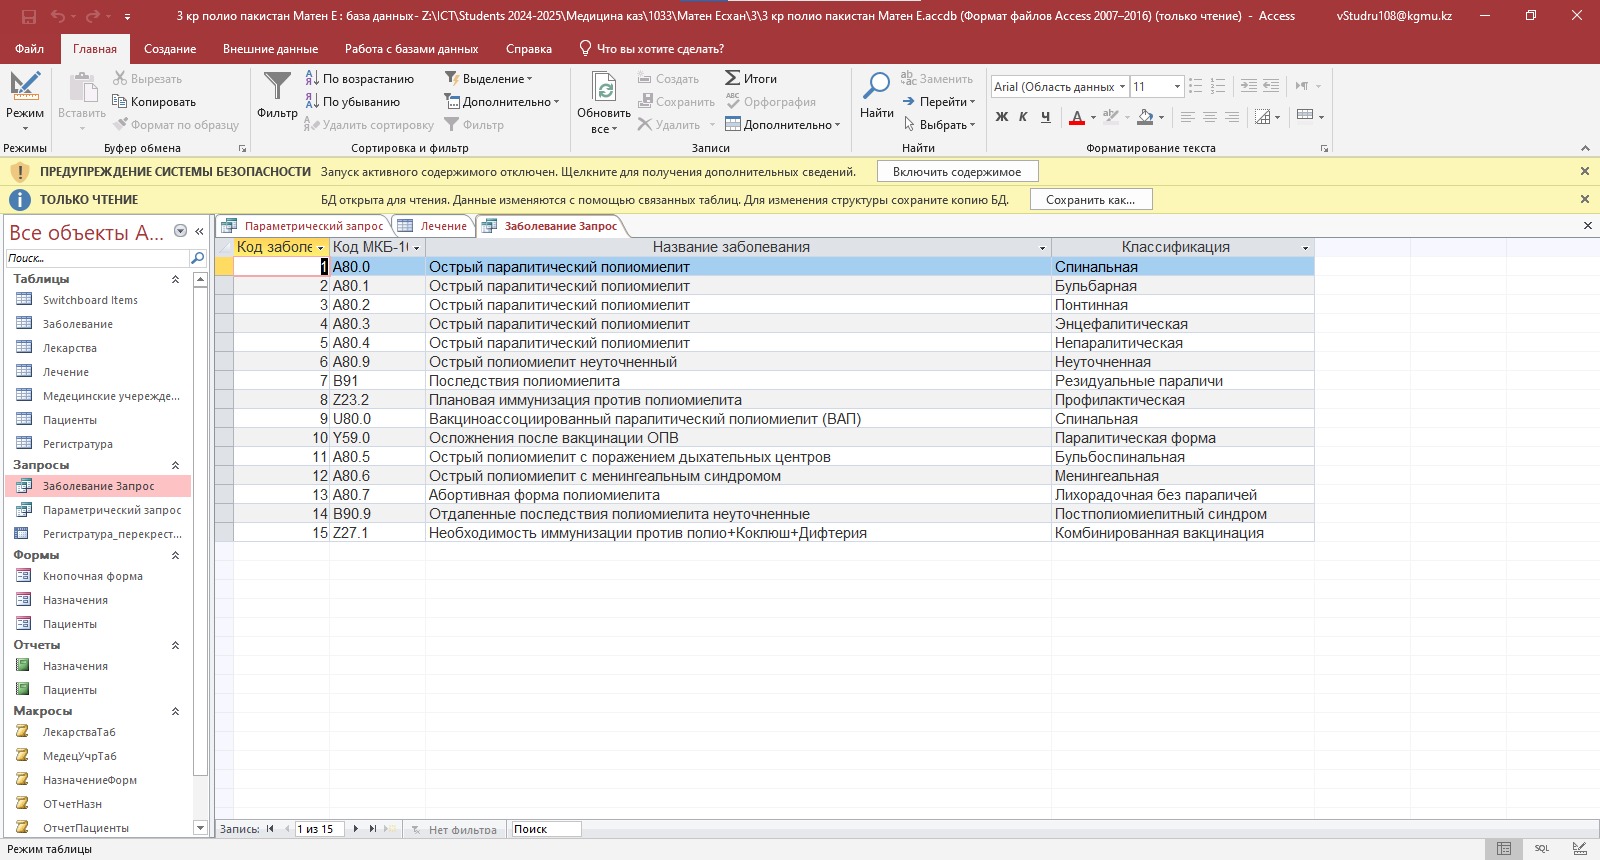 3 кр полио пакистан Матен Е : база данных- Z:\ICT\Students 2024-2025\Медицина каз\1033\Матен Есхан\3\3 кр полио пакистан Матен Е.accdb (Формат файлов Access 2007–2016) (только чтение) - Access
vStudru108@kgmu.kz
Файл Главная Создание Внешние данные Работа с базами данных Справка Что вы хотите сделать?
Режим
Режимы
Вставить
Вырезать
Копировать
Формат по образцу
Буфер обмена
Фильтр
По возрастанию
По убыванию
Удалить сортировку
Выделение
Дополнительно
Фильтр
Сортировка и фильтр
Обновить
все
Создать
Сохранить
Удалить
Итоги
Орфография
Дополнительно
Записи
Найти
Заменить
Перейти
Выбрать
Найти
Arial (Область данных 11
Ж К Ч
Форматирование текста
ПРЕДУПРЕЖДЕНИЕ СИСТЕМЫ БЕЗОПАСНОСТИ Запуск активного содержимого отключен. Щелкните для получения дополнительных сведений. Включить содержимое
ТОЛЬКО ЧТЕНИЕ БД открыта для чтения. Данные изменяются с помощью связанных таблиц. Для изменения структуры сохраните копию БД. Сохранить как...
Все объекты A...
Поиск...
Таблицы
Switchboard Items
Заболевание
Лекарства
Лечение
Медецинские учережде...
Пациенты
Регистратура
Запросы
Заболевание Запрос
Параметрический запрос
Регистратура_перекрест...
Формы
Кнопочная форма
Назначения
Пациенты
Отчеты
Назначения
Пациенты
Макросы
ЛекарстваТаб
МедецУчрТаб
НазначениеФорм
ОТчетНазн
ОтчетПациенты
Параметрический запрос Лечение Заболевание Запрос
Код заболе Код МКБ-10 Название заболевания Классификация
1 A80.0 Острый паралитический полиомиелит Спинальная
2 A80.1 Острый паралитический полиомиелит Бульбарная
3 A80.2 Острый паралитический полиомиелит Понтинная
4 A80.3 Острый паралитический полиомиелит Энцефалитическая
5 A80.4 Острый паралитический полиомиелит Непаралитическая
6 A80.9 Острый полиомиелит неуточненный Неуточненная
7 B91 Последствия полиомиелита Резидуальные параличи
8 Z23.2 Плановая иммунизация против полиомиелита Профилактическая
9 U80.0 Вакциноассоциированный паралитический полиомиелит (ВАП) Спинальная
10 Y59.0 Осложнения после вакцинации ОПВ Паралитическая форма
11 A80.5 Острый полиомиелит с поражением дыхательных центров Бульбоспинальная
12 A80.6 Острый полиомиелит с менингеальным синдромом Менингеальная
13 A80.7 Абортивная форма полиомиелита Лихорадочная без параличей
14 B90.9 Отдаленные последствия полиомиелита неуточненные Постполиомиелитный синдром
15 Z27.1 Необходимость иммунизации против полио+Коклюш+Дифтерия Комбинированная вакцинация
Запись: 1 из 15 Нет фильтра Поиск
Режим таблицы
SQL